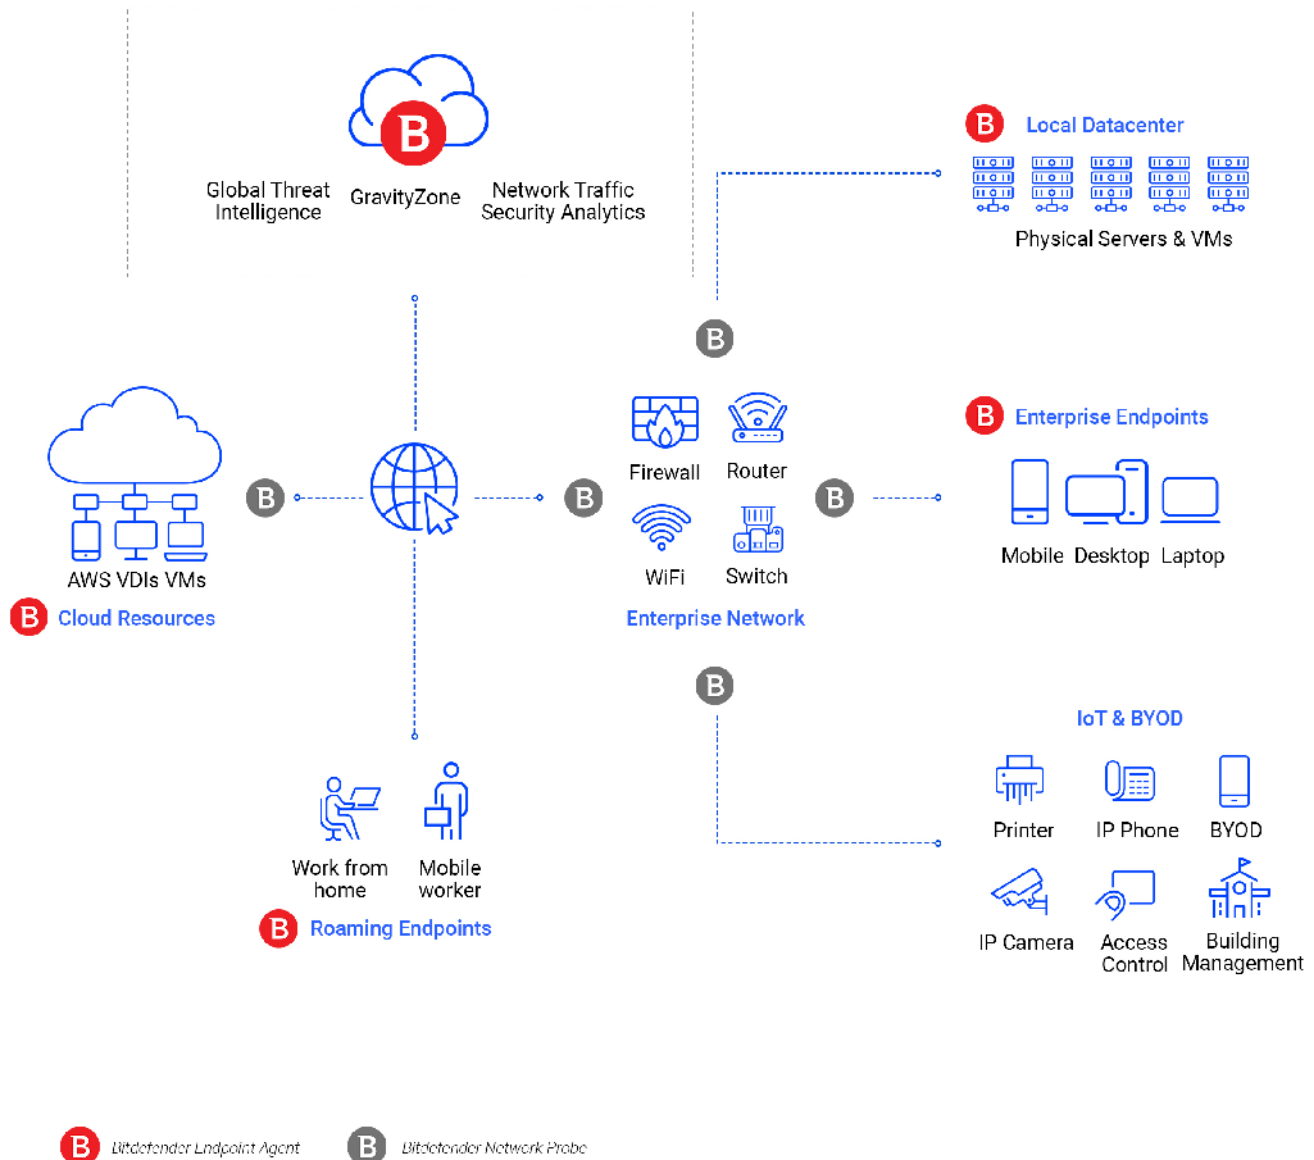 Global Threat
Intelligence
GravityZone
Network Traffic
Security Analytics
B
B
Local Datacenter
Physical Servers & VMs
B
B
Enterprise Endpoints
Mobile Desktop Laptop
Firewall
Router
WiFi
Switch
Enterprise Network
B
B
B
AWS VDIs VMs
B
Cloud Resources
B
IoT & BYOD
Printer
IP Phone
BYOD
IP Camera
Access
Control
Building
Management
Work from
home
Mobile
worker
B
Roaming Endpoints
B
Bitdefender Endpoint Agent
B
Bitdefender Network Probe